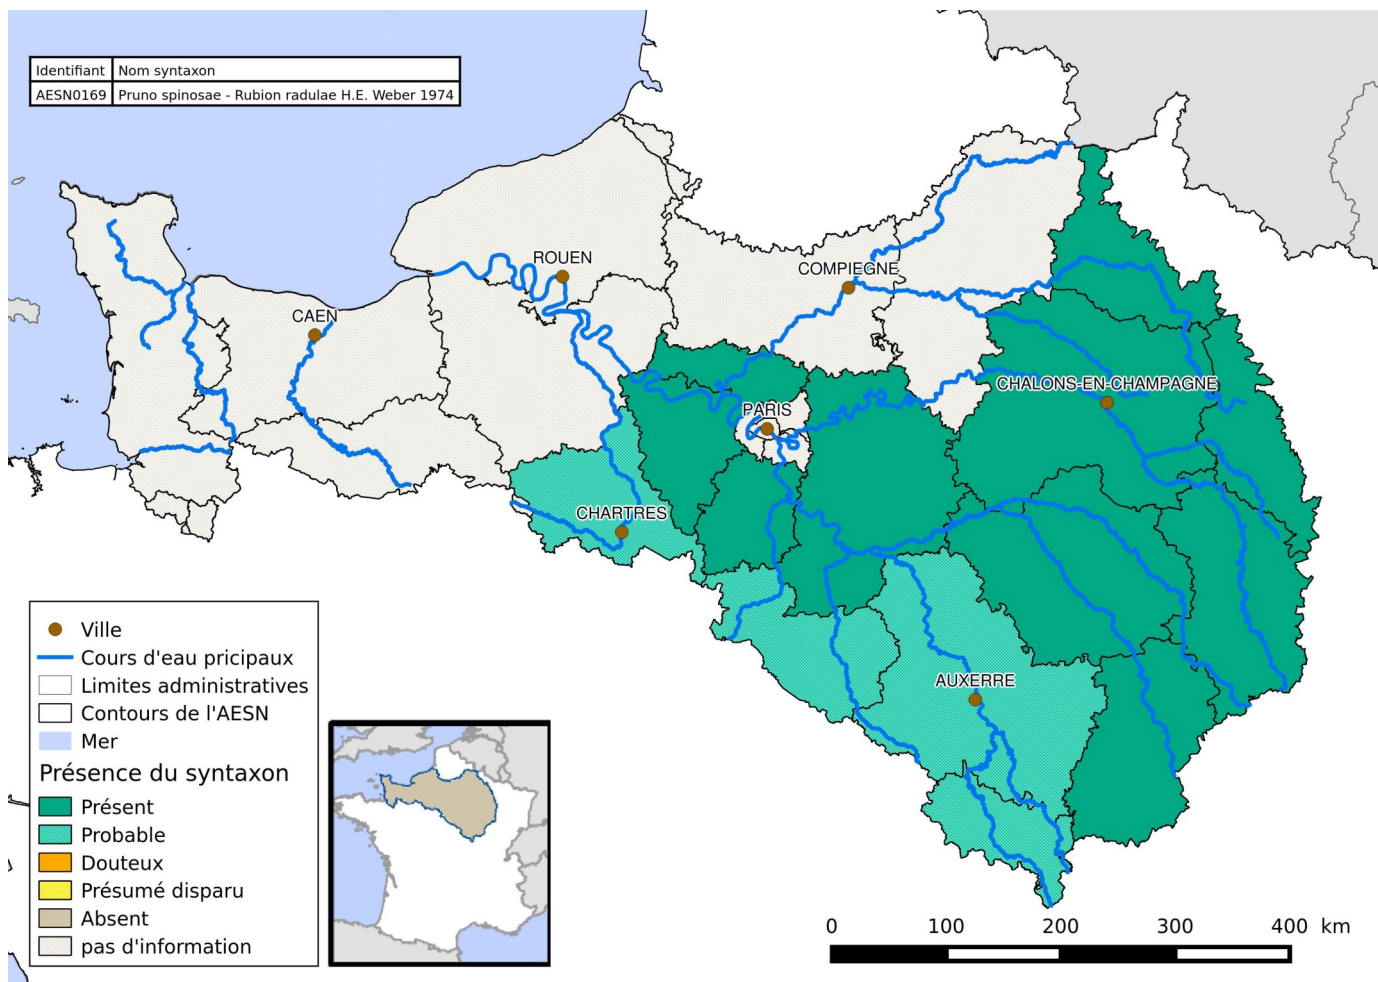 Identifiant Nom syntaxon
AESN0169 Pruno spinosae - Rubion radulae H.E. Weber 1974
ROUEN
COMPIEGNE
CAEN
CHALONS-EN-CHAMPAGNE
PARIS
CHARTRES
AUXERRE
Ville
Cours d'eau pricipaux
Limites administratives
Contours de l'AESN
Mer
Présence du syntaxon
Présent
Probable
Douteux
Présumé disparu
Absent
pas d'information
0 100 200 300 400 km